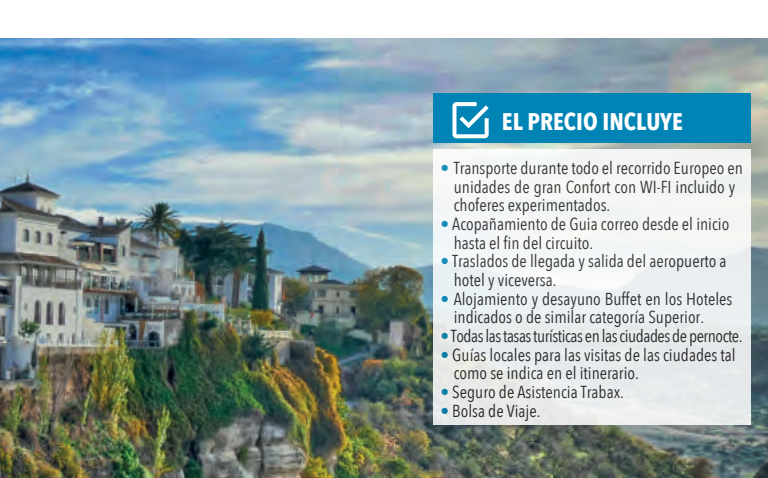 EL PRECIO INCLUYE
• Transporte durante todo el recorrido Europeo en
unidades de gran Confort con WI-FI incluido y
choferes experimentados.
• Acopañamiento de Guia correo desde el inicio
hasta el fin del circuito.
• Traslados de llegada y salida del aeropuerto a
hotel y viceversa.
• Alojamiento y desayuno Buffet en los Hoteles
indicados o de similar categoría Superior.
• Todas las tasas turísticas en las ciudades de pernocte.
• Guías locales para las visitas de las ciudades tal
como se indica en el itinerario.
• Seguro de Asistencia Trabax.
• Bolsa de Viaje.